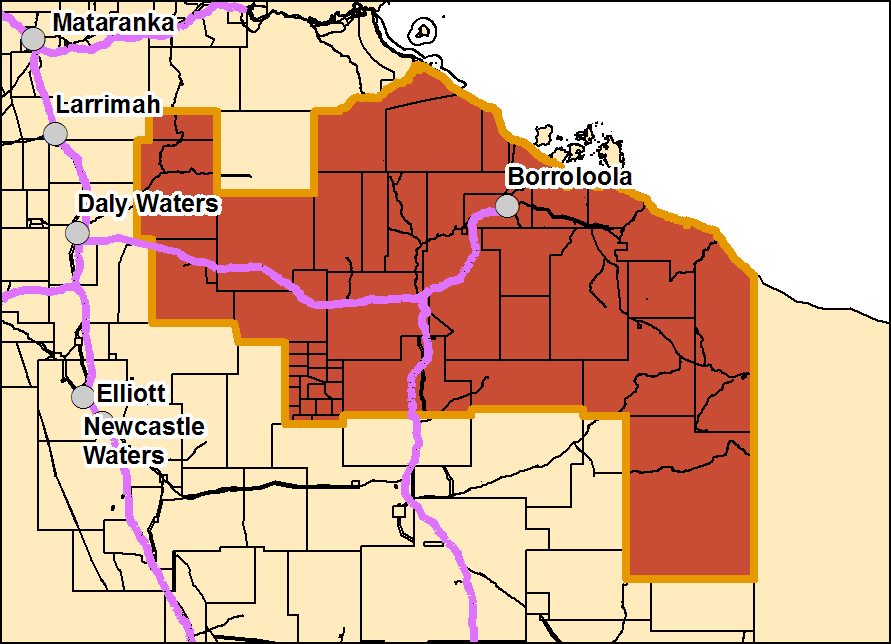 Mataranka
Larrimah
Borroloola
Daly Waters
Elliott
Newcastle
Waters